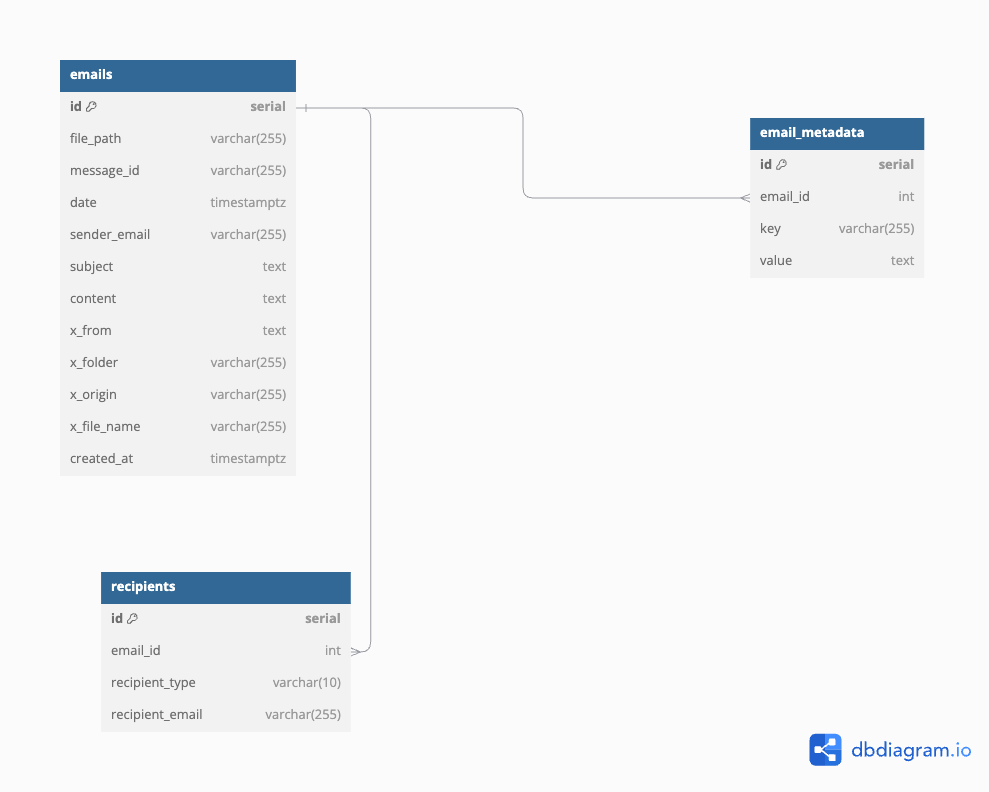 emails
id serial
file_path varchar(255)
message_id varchar(255)
date timestamptz
sender_email varchar(255)
subject text
content text
x_from text
x_folder varchar(255)
x_origin varchar(255)
x_file_name varchar(255)
created_at timestamptz
email_metadata
id serial
email_id int
key varchar(255)
value text
recipients
id serial
email_id int
recipient_type varchar(10)
recipient_email varchar(255)
dbdiagram.io